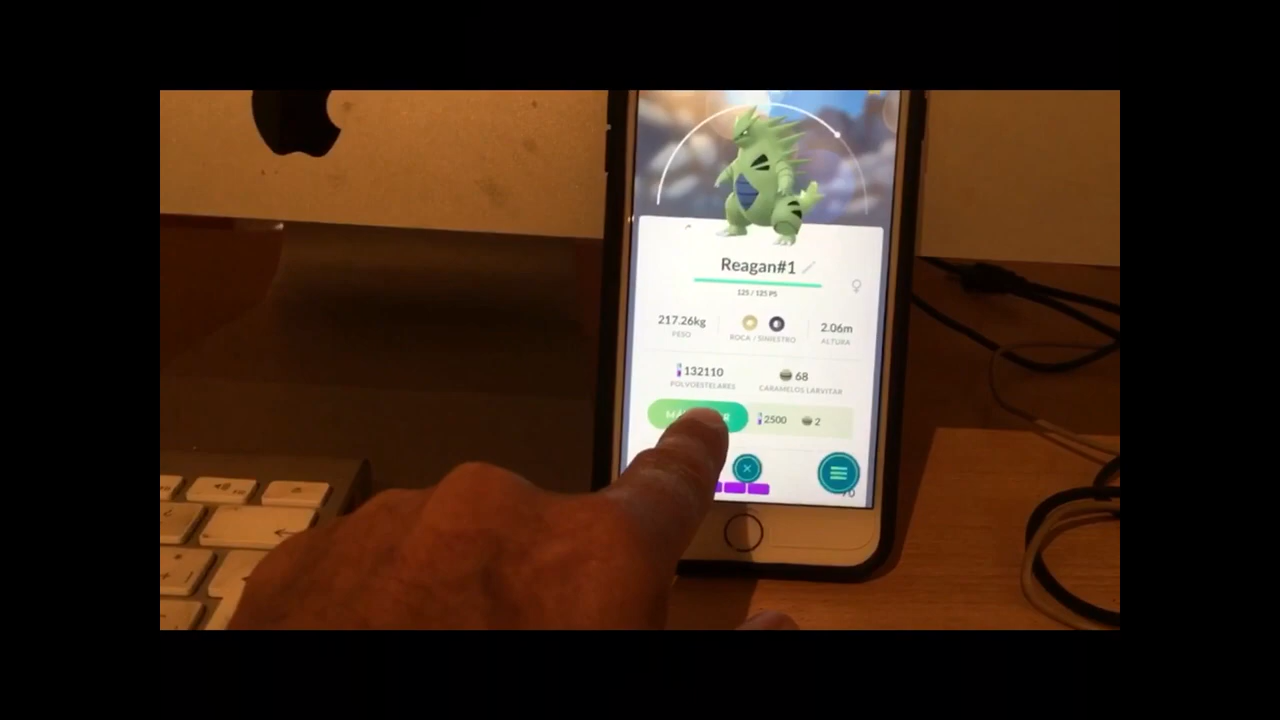 Reagan#1
125 / 125 PS
217.26kg
PESO
ROCA / SINIESTRO
2.06m
ALTURA
132110
POLVOESTELARES
68
CARAMELOS LARVITAR
2500
2